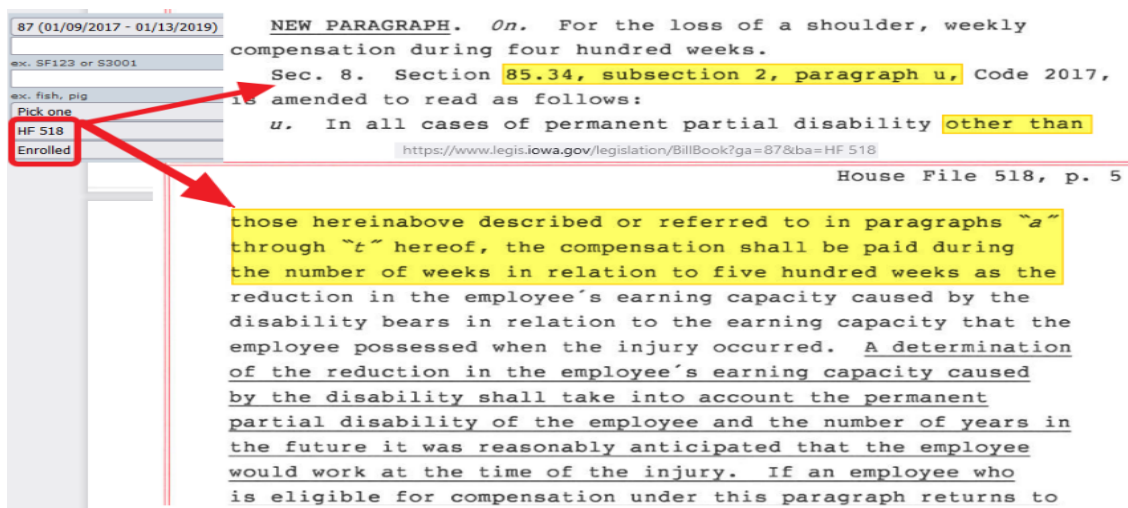 87 (01/09/2017 - 01/13/2019)
ex. SF123 or S3001
ex. fish, pig
Pick one
HF 518
Enrolled
NEW PARAGRAPH. 0n. For the loss of a shoulder, weekly
compensation during four hundred weeks.
Sec. 8. Section 85.34, subsection 2, paragraph u, Code 2017,
is amended to read as follows:
u. In all cases of permanent partial disability other than
https://www.legis.iowa.gov/legislation/BillBook?ga=87&ba=HF 518
House File 518, p. 5
those hereinabove described or referred to in paragraphs “a”
through “t” hereof, the compensation shall be paid during
the number of weeks in relation to five hundred weeks as the
reduction in the employee´s earning capacity caused by the
disability bears in relation to the earning capacity that the
employee possessed when the injury occurred. A determination
of the reduction in the employee´s earning capacity caused
by the disability shall take into account the permanent
partial disability of the employee and the number of years in
the future it was reasonably anticipated that the employee
would work at the time of the injury. If an employee who
is eligible for compensation under this paragraph returns to